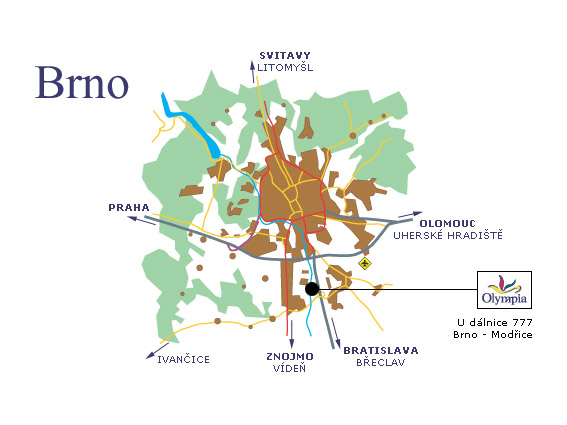 SVITAVY
LITOMYŠL
Brno
PRAHA
OLOMOUC
UHERSKÉ HRADIŠTĚ
Olympia
U dálnice 777
Brno - Modřice
IVANČICE
ZNOJMO
VÍDEŇ
BRATISLAVA
BŘECLAV